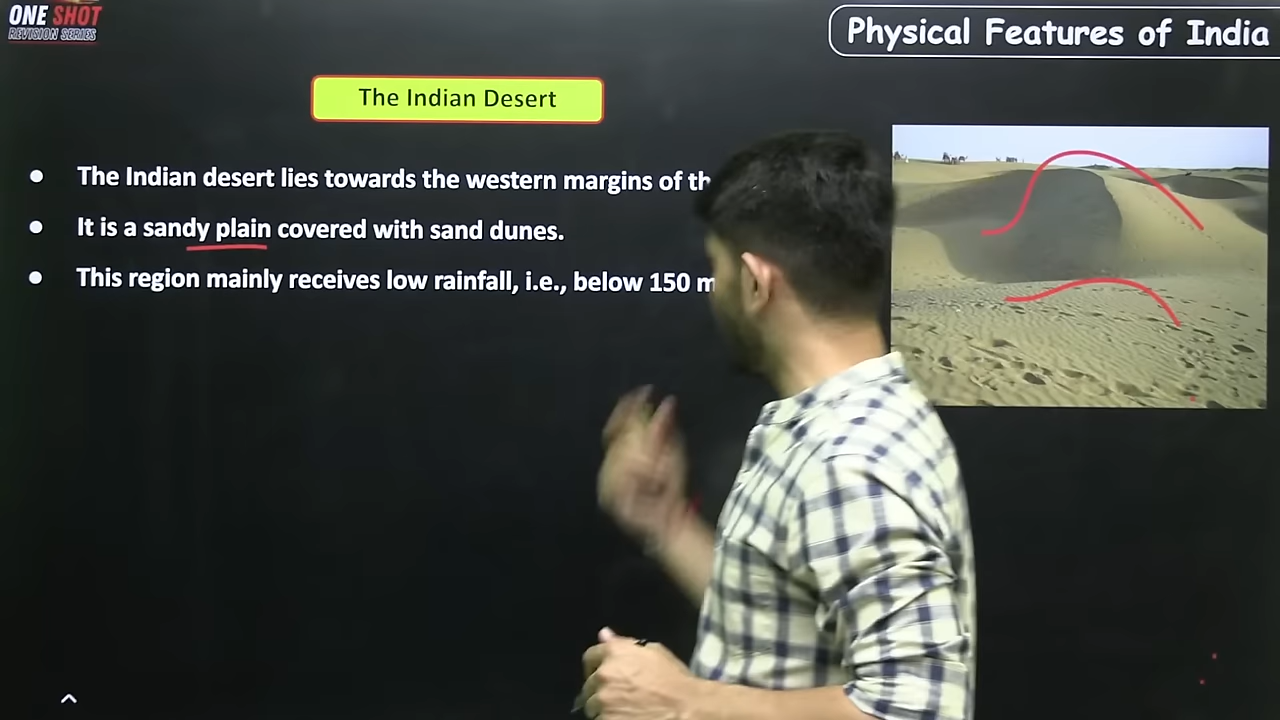 ONE SHOT
REVISION SERIES
Physical Features of India
The Indian Desert
The Indian desert lies towards the western margins of
It is a sandy plain covered with sand dunes.
This region mainly receives low rainfall, i.e., below 150